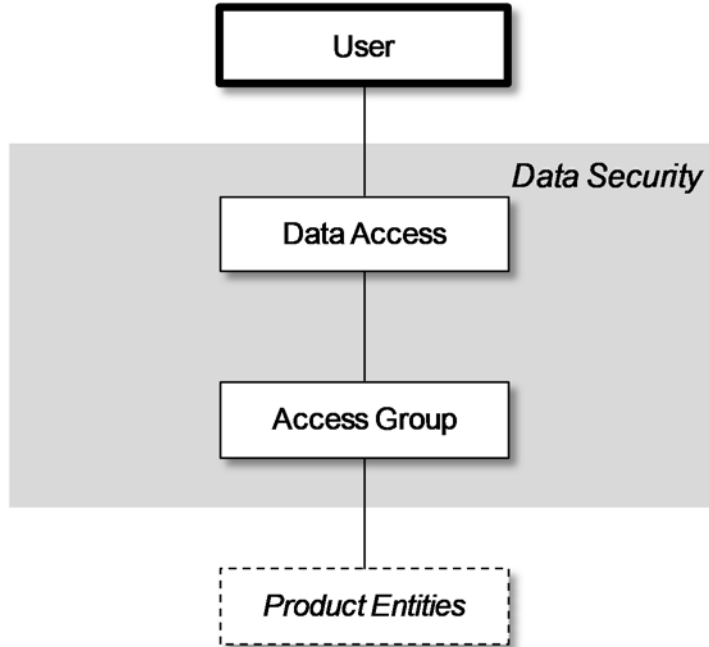 User
Data Security
Data Access
Access Group
Product Entities